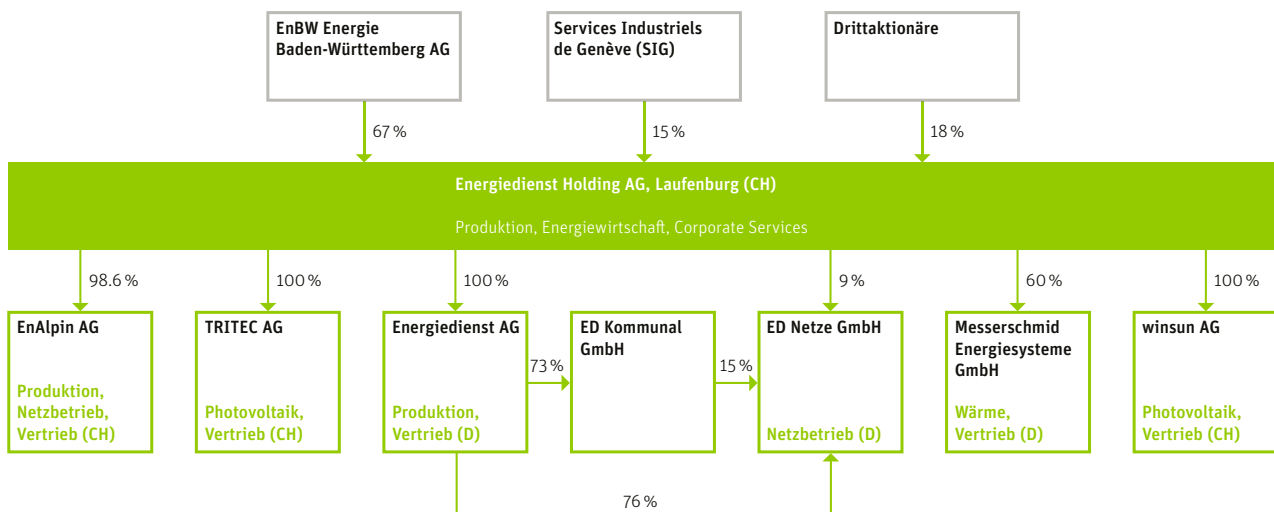 EnBW Energie
Baden-Württemberg AG
Services Industriels
de Genève (SIG)
Drittaktionäre
67 %
15 %
18 %
Energiedienst Holding AG, Laufenburg (CH)
Produktion, Energiewirtschaft, Corporate Services
98.6 %
100 %
100 %
9 %
60 %
100 %
EnAlpin AG
Produktion,
Netzbetrieb,
Vertrieb (CH)
TRITEC AG
Photovoltaik,
Vertrieb (CH)
Energiedienst AG
Produktion,
Vertrieb (D)
73 %
ED Kommunal
GmbH
15 %
ED Netze GmbH
Netzbetrieb (D)
Messerschmid
Energiesysteme
GmbH
Wärme,
Vertrieb (D)
winsun AG
Photovoltaik,
Vertrieb (CH)
76 %